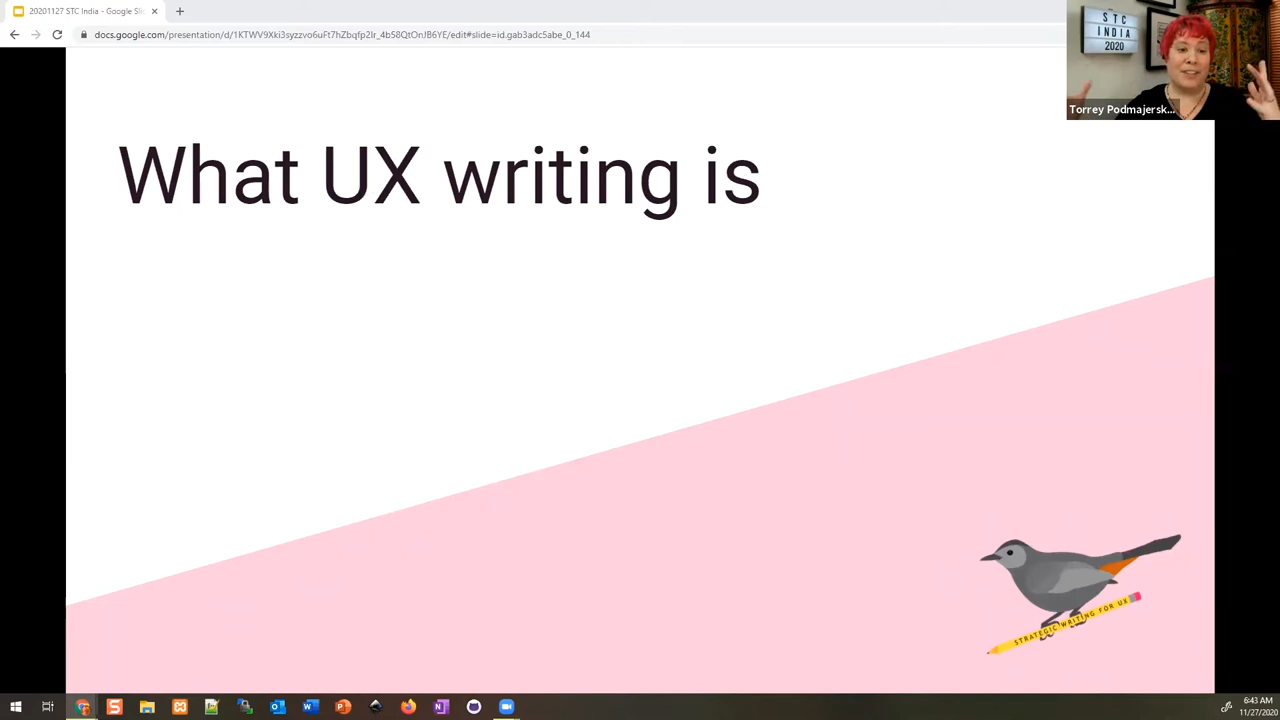 20201127 STC India - Google Sli
docs.google.com/presentation/d/1KTWV9Xki3syzzvo6uFt7hZbqfp2Ir_4b58QtOnJB6YE/edit#slide=id.gab3adc5abe_0_144
STC
INDIA
2020
Torrey Podmajersk...
What UX writing is
STRATEGIC WRITING FOR UX
6:43 AM
11/27/2020